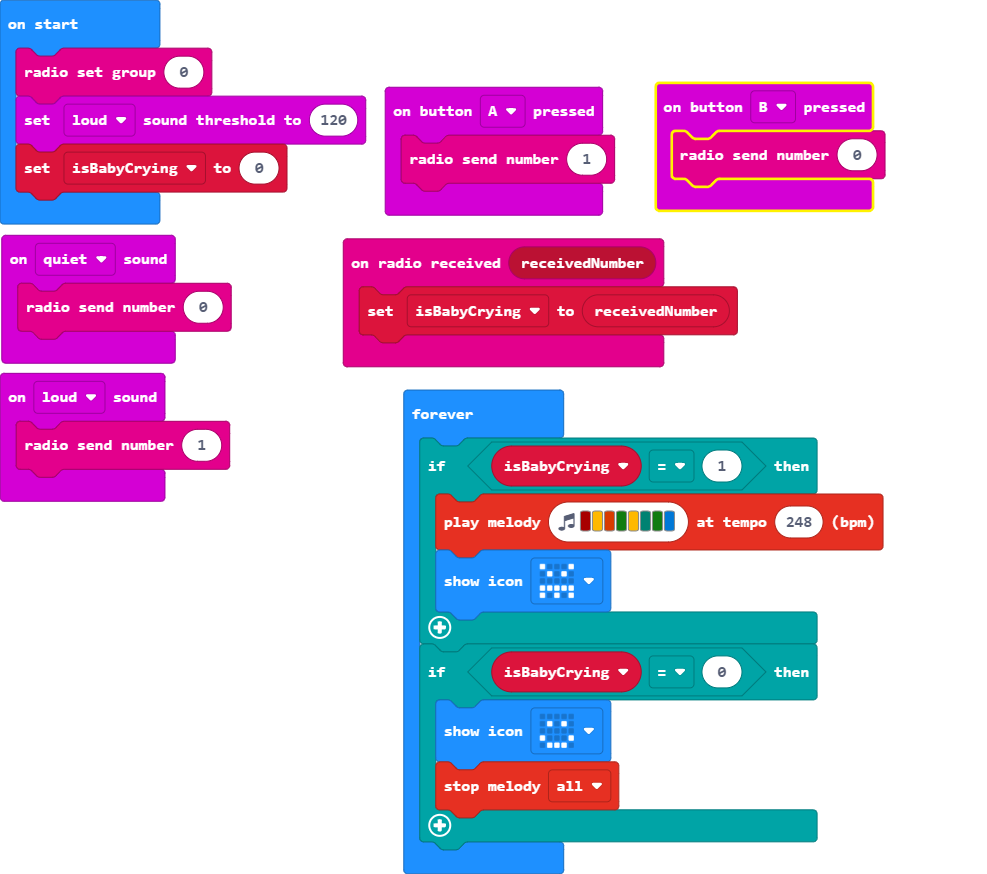 on start
radio set group 0
set loud sound threshold to 120
set isBabyCrying to 0
on button A pressed
radio send number 1
on button B pressed
radio send number 0
on quiet sound
radio send number 0
on radio received receivedNumber
set isBabyCrying to receivedNumber
on loud sound
radio send number 1
forever
if isBabyCrying = 1 then
play melody at tempo 248 (bpm)
show icon
if isBabyCrying = 0 then
show icon
stop melody all